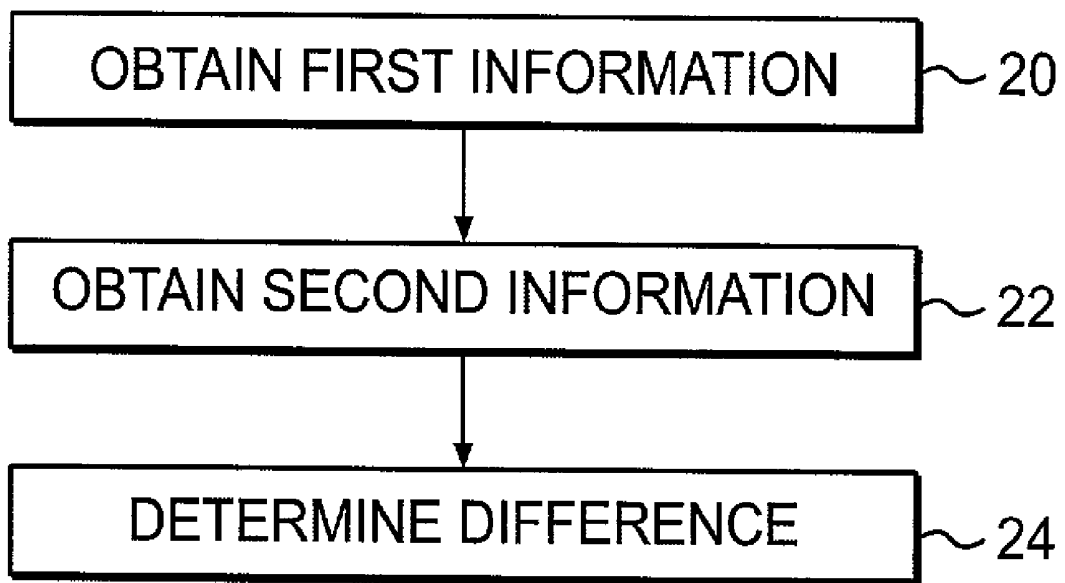 OBTAIN FIRST INFORMATION 20
OBTAIN SECOND INFORMATION 22
DETERMINE DIFFERENCE 24